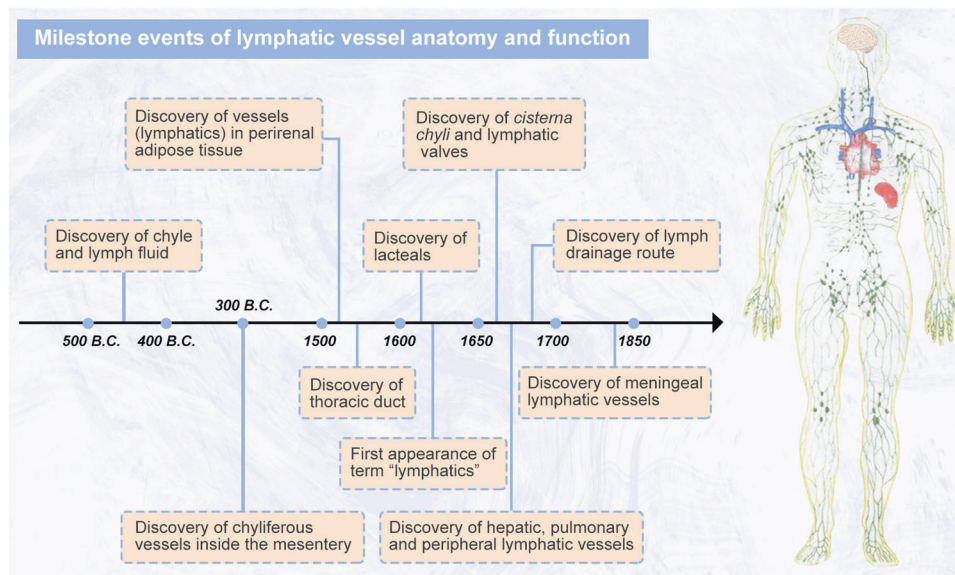 Milestone events of lymphatic vessel anatomy and function
Discovery of vessels
(lymphatics) in perirenal
adipose tissue
Discovery of cisterna
chyli and lymphatic
valves
Discovery of chyle
and lymph fluid
Discovery of
lacteals
Discovery of lymph
drainage route
300 B.C.
500 B.C.
400 B.C.
1500
1600
1650
1700
1850
Discovery of
thoracic duct
Discovery of meningeal
lymphatic vessels
First appearance of
term “lymphatics”
Discovery of chyliferous
vessels inside the mesentery
Discovery of hepatic, pulmonary
and peripheral lymphatic vessels